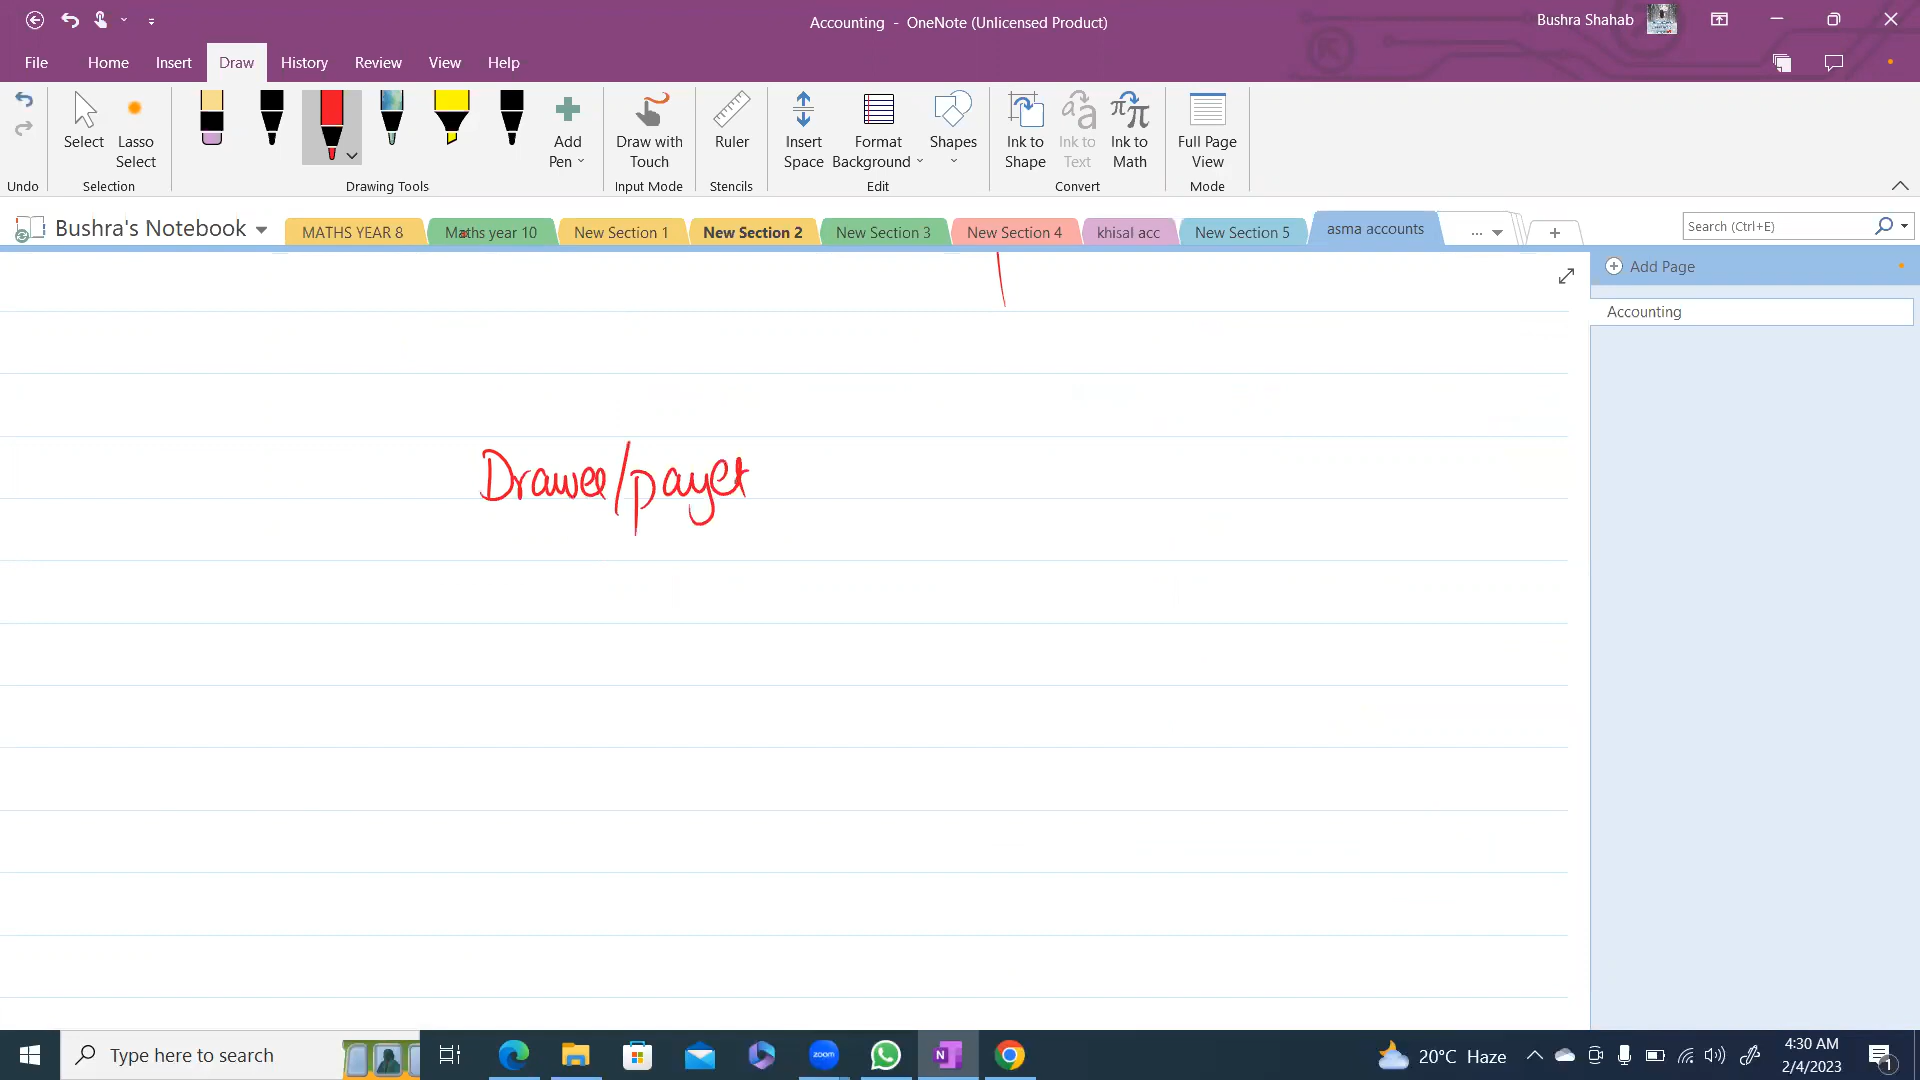 Accounting - OneNote (Unlicensed Product)
Bushra Shahab
File Home Insert Draw History Review View Help
Select
Lasso Select
Add Pen
Draw with Touch
Ruler
Insert Space
Format Background
Shapes
Ink to Shape
Ink to Text
Ink to Math
Full Page View
Undo Selection Drawing Tools Input Mode Stencils Edit Convert Mode
Bushra's Notebook MATHS YEAR 8 Maths year 10 New Section 1 New Section 2 New Section 3 New Section 4 khisal acc New Section 5 asma accounts ... Search (Ctrl+E)
Add Page
Accounting
Drawee/
Type here to search
zoom
20°C Haze
4:30 AM
2/4/2023
1